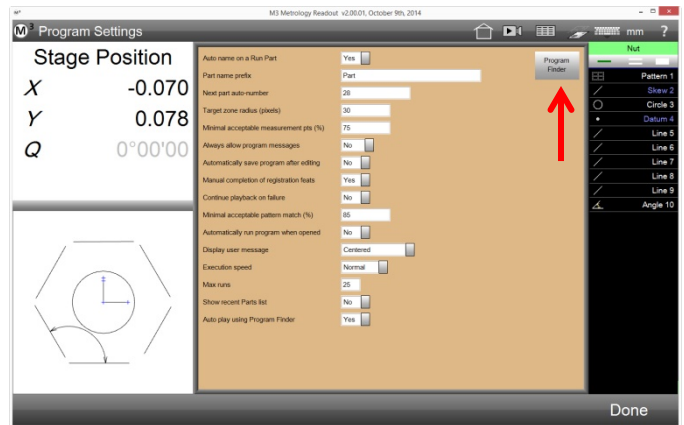 M3 Metrology Readout v2.00.01, October 9th, 2014
M³ Program Settings
mm ?
Stage Position
X -0.070
Y 0.078
Q 0°00'00
Auto name on a Run Part Yes
Part name prefix Part
Next part auto-number 28
Target zone radius (pixels) 30
Minimal acceptable measurement pts (%) 75
Always allow program messages No
Automatically save program after editing No
Manual completion of registration feats Yes
Continue playback on failure No
Minimal acceptable pattern match (%) 85
Automatically run program when opened No
Display user message Centered
Execution speed Normal
Max runs 25
Show recent Parts list No
Auto play using Program Finder Yes
Program
Finder
Nut
Pattern 1
Skew 2
Circle 3
Datum 4
Line 5
Line 6
Line 7
Line 8
Line 9
Angle 10
Done